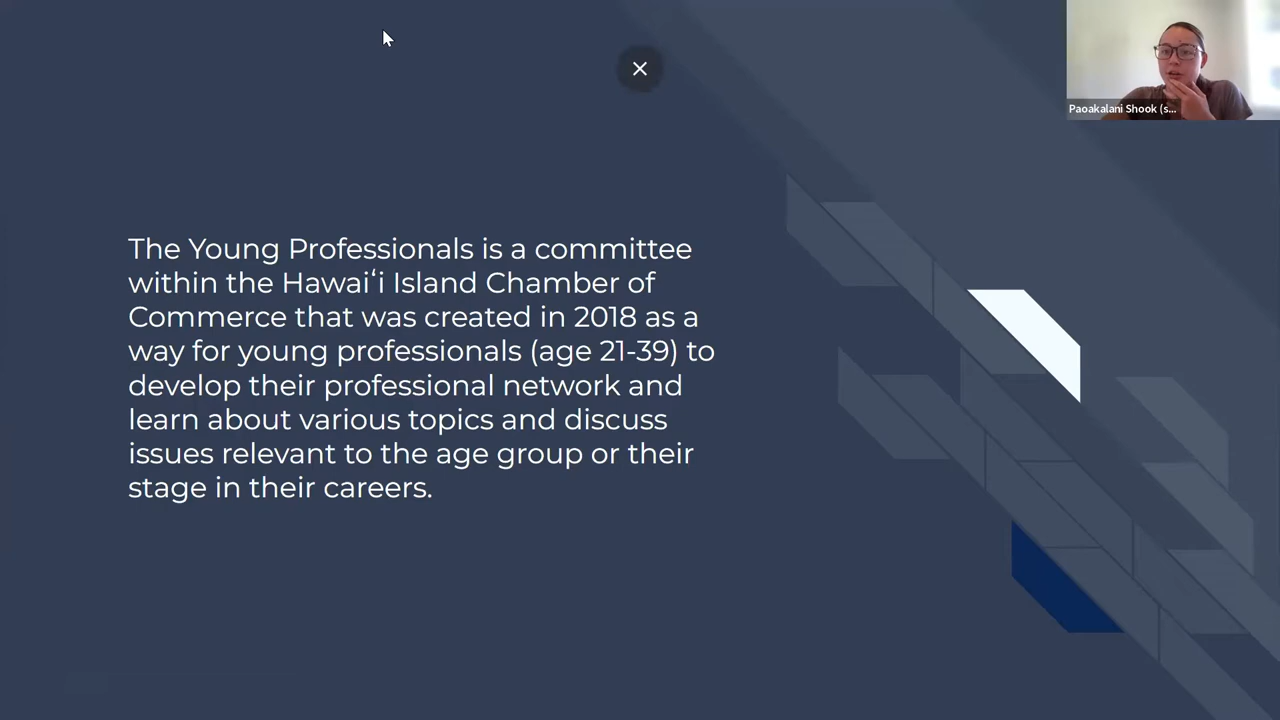 Paoakalani Shook (s...
The Young Professionals is a committee
within the Hawaiʻi Island Chamber of
Commerce that was created in 2018 as a
way for young professionals (age 21-39) to
develop their professional network and
learn about various topics and discuss
issues relevant to the age group or their
stage in their careers.